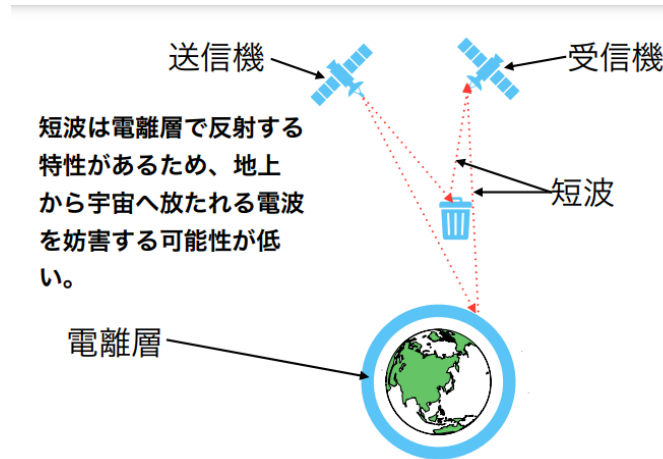 送信機
受信機
短波は電離層で反射する
特性があるため、地上
から宇宙へ放たれる電波
を妨害する可能性が低
い。
短波
電離層